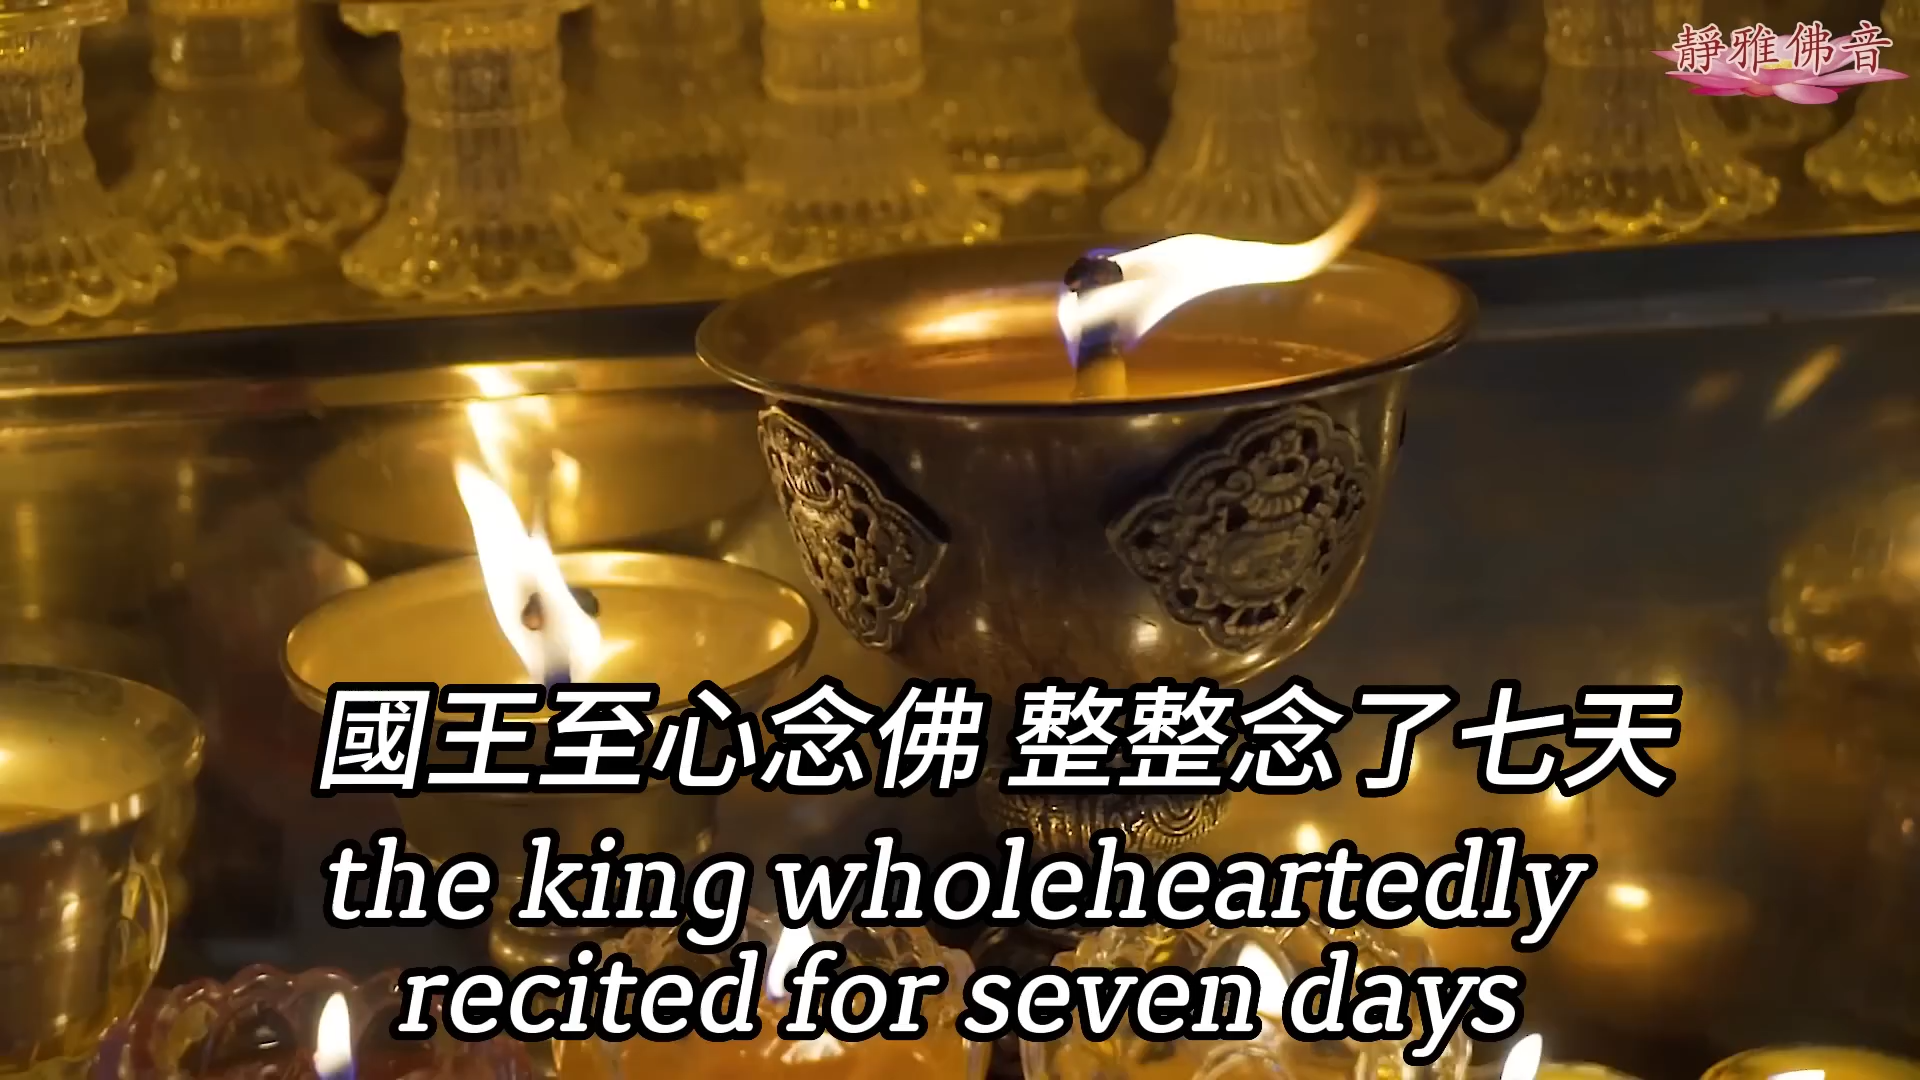 靜雅佛音
國王至心念佛 整整念了七天
the king wholeheartedly
recited for seven days